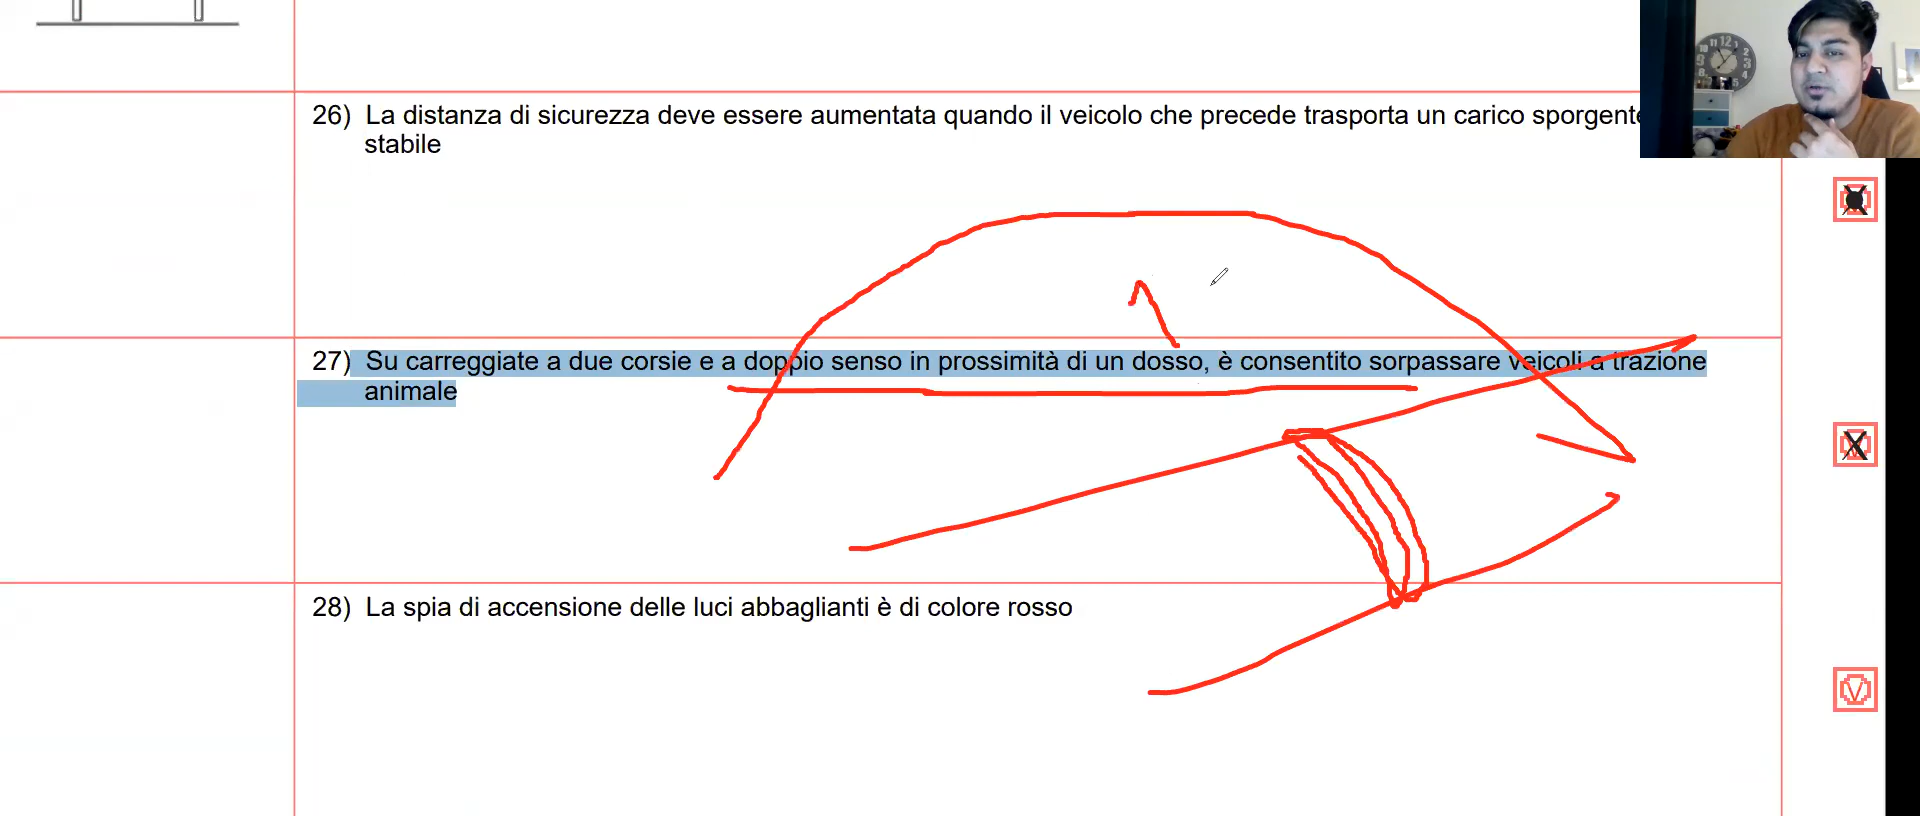 26) La distanza di sicurezza deve essere aumentata quando il veicolo che precede trasporta un carico sporgente
stabile
27) Su carreggiate a due corsie e a doppio senso in prossimità di un dosso, è consentito sorpassare veicoli a trazione
animale
28) La spia di accensione delle luci abbaglianti è di colore rosso
V